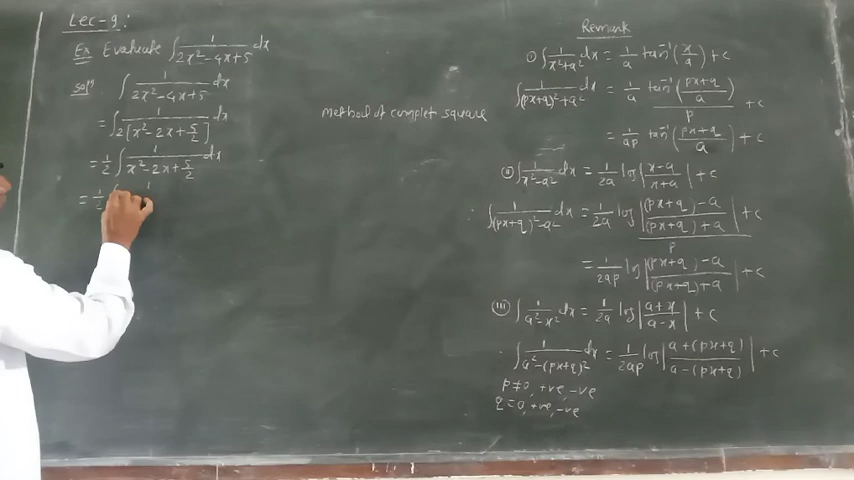 Lec-9:
Ex Evaluate ∫ 1/(2x²-4x+5) dx
solⁿ ∫ 1/(2x²-4x+5) dx
= ∫ 1/(2[x²-2x+5/2]) dx
= 1/2 ∫ 1/(x²-2x+5/2) dx
= 1/2 ∫ 1
method of complet square
Remark
i) ∫ 1/(x²+a²) dx = 1/a tan⁻¹(x/a) + c
∫ 1/((px+q)²+a²) dx = 1/a tan⁻¹((px+q)/a)/p + c
= 1/ap tan⁻¹((px+q)/a) + c
ii) ∫ 1/(x²-a²) dx = 1/2a log|(x-a)/(x+a)| + c
∴ ∫ 1/((px+q)²-a²) dx = 1/2a log|((px+q)-a)/((px+q)+a)|/p + c
= 1/2ap log|((px+q)-a)/((px+q)+a)| + c
iii) ∫ 1/(a²-x²) dx = 1/2a log|(a+x)/(a-x)| + c
∴ ∫ 1/(a²-(px+q)²) dx = 1/2ap log|(a+(px+q))/(a-(px+q))| + c
p≠0, +ve, -ve
q=0, +ve, -ve